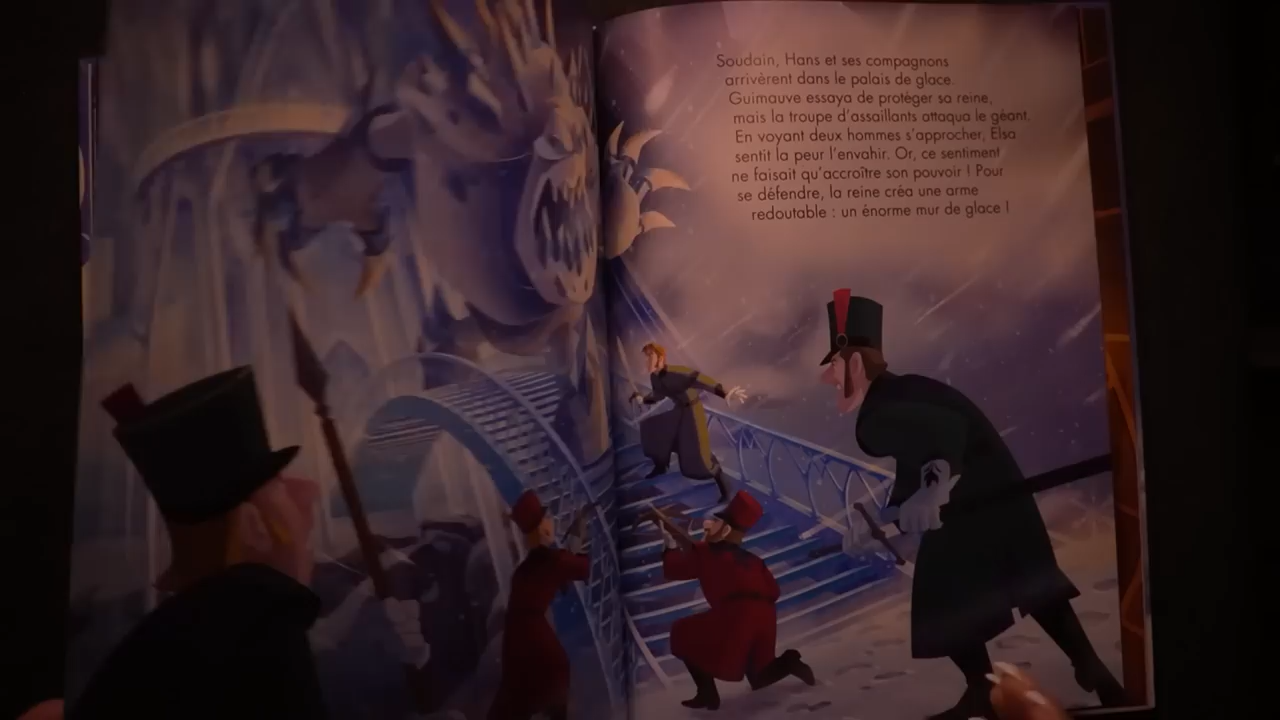 Soudain, Hans et ses compagnons
arrivèrent dans le palais de glace.
Guimauve essaya de protéger sa reine,
mais la troupe d'assaillants attaqua le géant.
En voyant deux hommes s'approcher, Elsa
sentit la peur l'envahir. Or, ce sentiment
ne faisait qu'accroître son pouvoir ! Pour
se défendre, la reine créa une arme
redoutable : un énorme mur de glace !